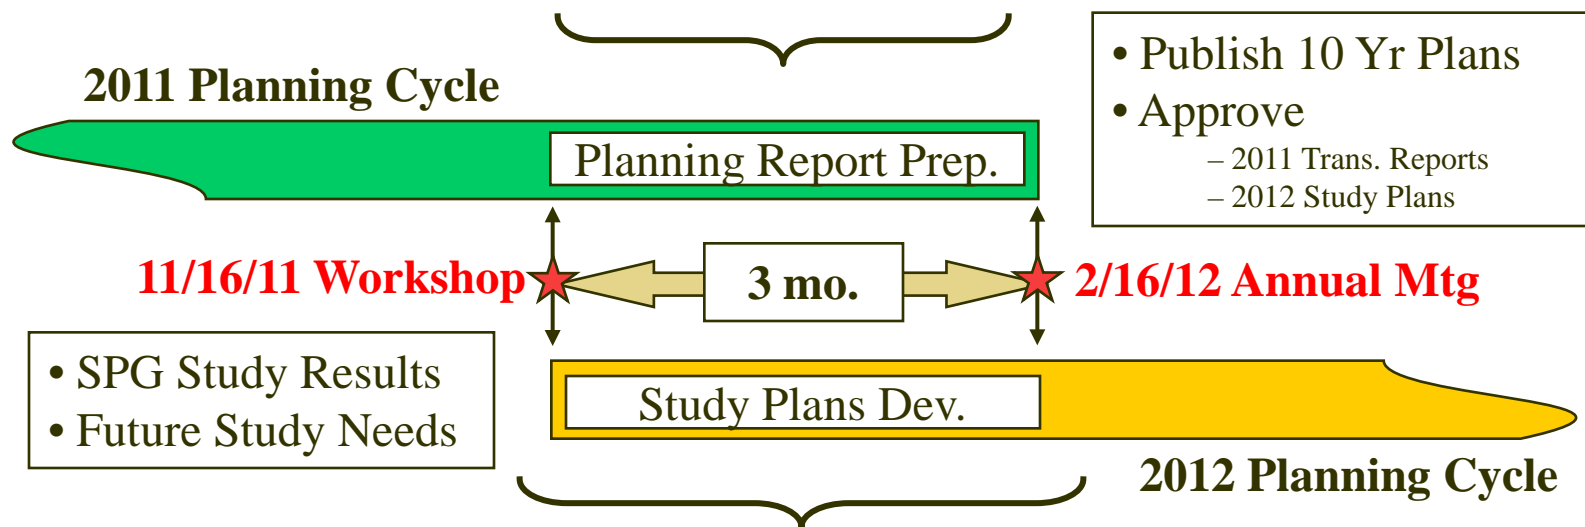 • Publish 10 Yr Plans
2011 Planning Cycle
• Approve
Planning Report Prep.
– 2011 Trans. Reports
– 2012 Study Plans
11/16/11 Workshop
3 mo.
2/16/12 Annual Mtg
• SPG Study Results
• Future Study Needs
Study Plans Dev.
2012 Planning Cycle